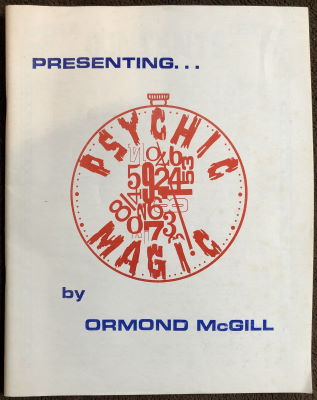 PRESENTING...
PSYCHIC
MAGIC
by
ORMOND McGILL